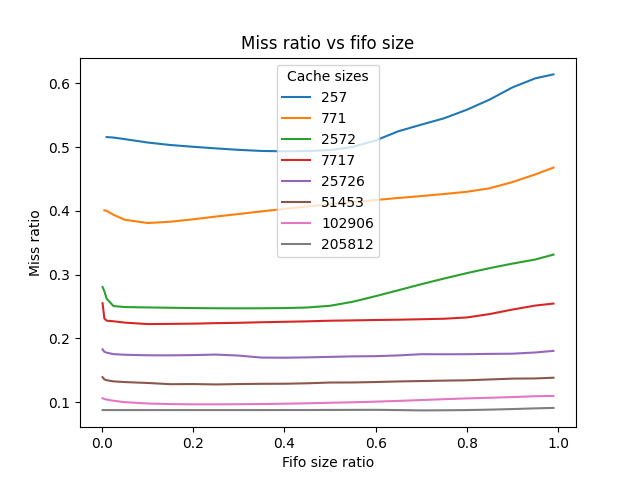 Miss ratio vs fifo size
Cache sizes
257
771
2572
7717
25726
51453
102906
205812
Miss ratio
0.6
0.5
0.4
0.3
0.2
0.1
0.0 0.2 0.4 0.6 0.8 1.0
Fifo size ratio